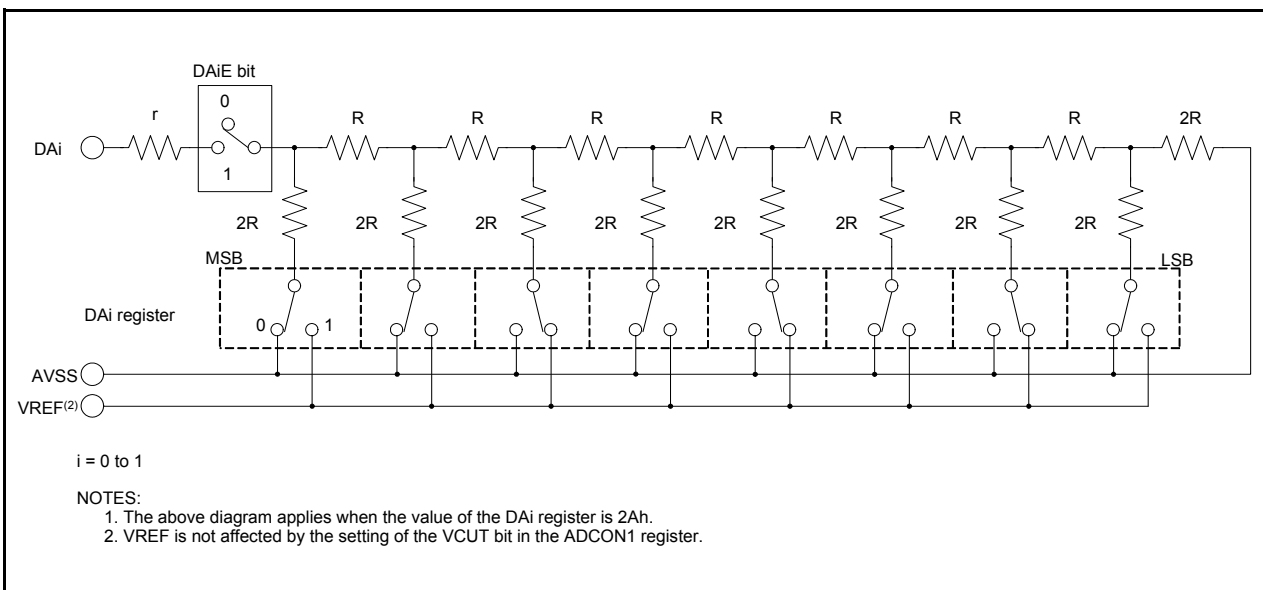 DAiE bit
0
1
r
R R R R R R R 2R
DAi
2R 2R 2R 2R 2R 2R 2R 2R
MSB
LSB
DAi register
0 1
AVSS
VREF(2)
i = 0 to 1
NOTES:
1. The above diagram applies when the value of the DAi register is 2Ah.
2. VREF is not affected by the setting of the VCUT bit in the ADCON1 register.